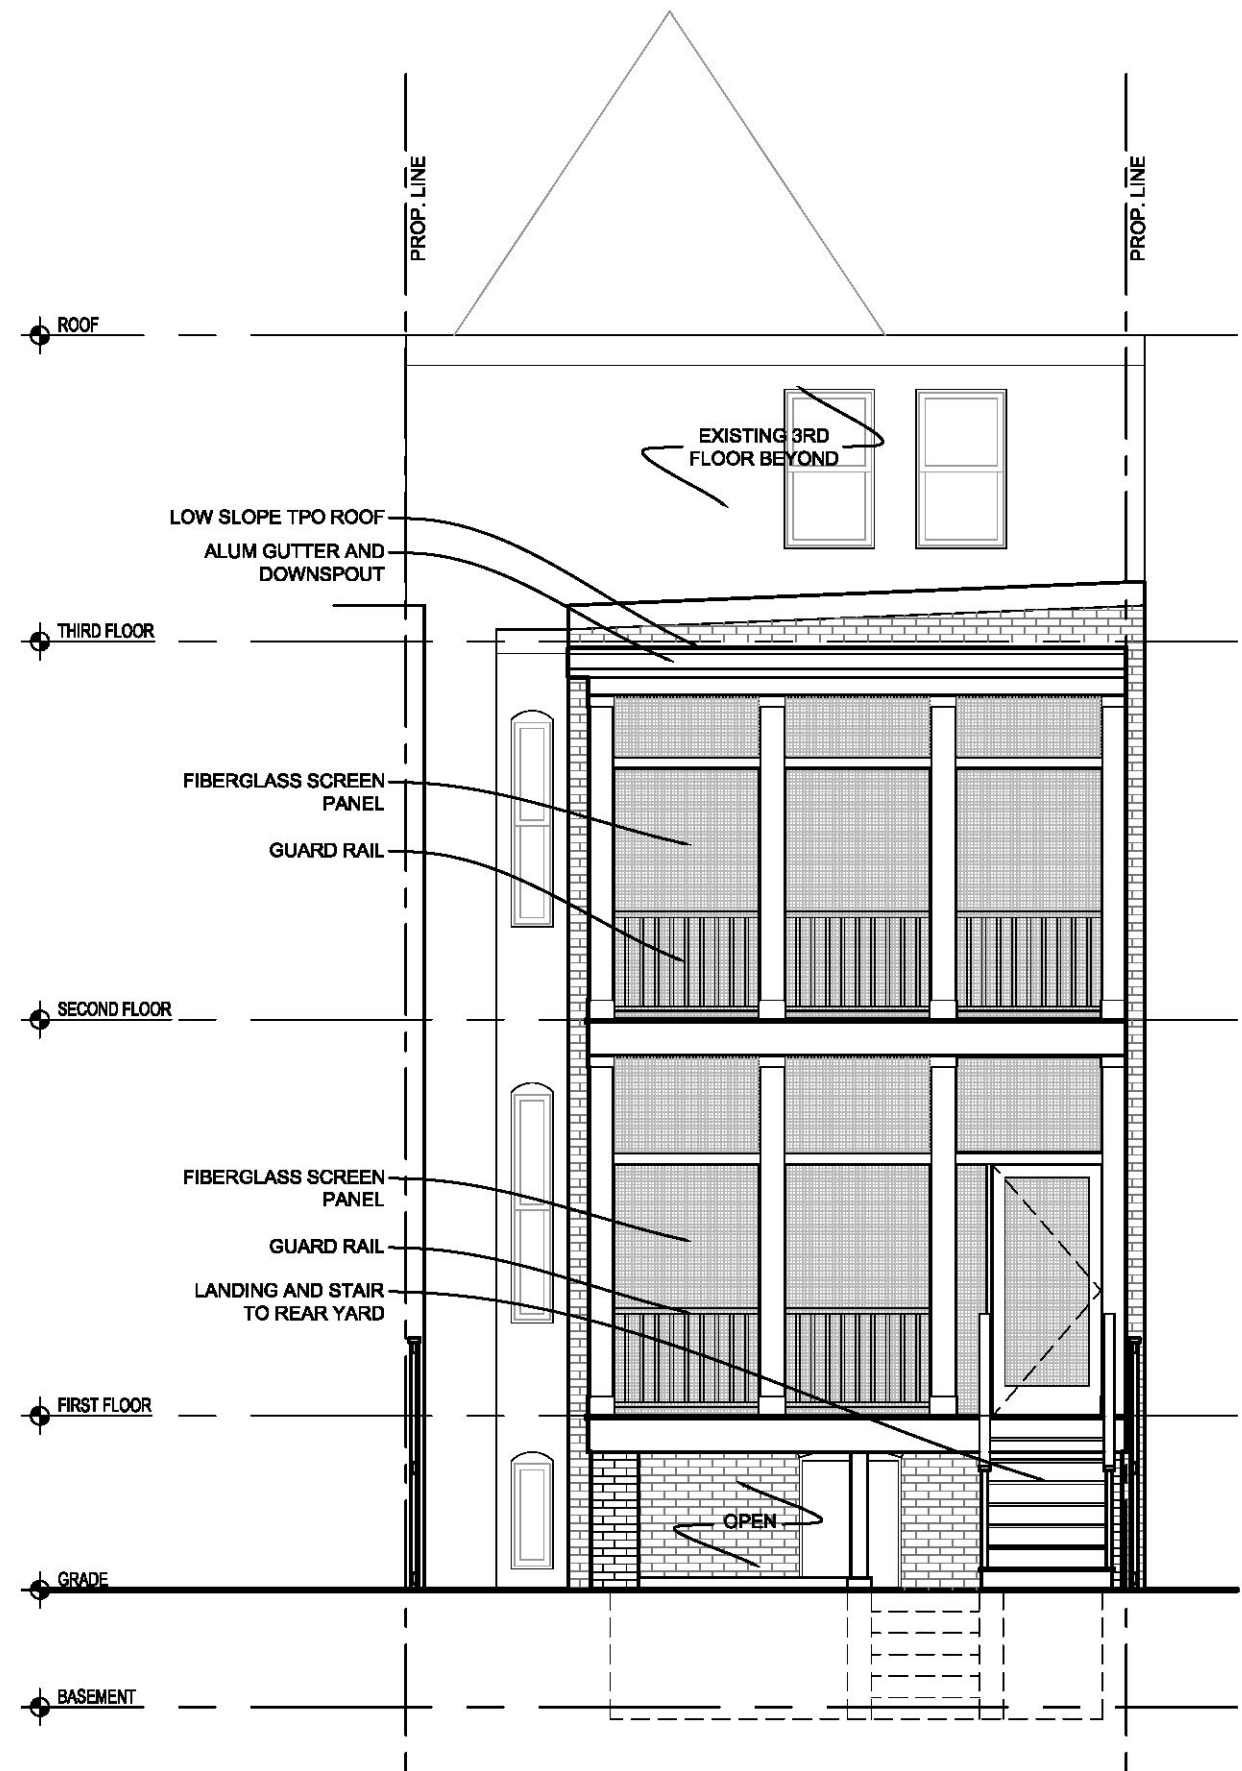 PROP. LINE
PROP. LINE
ROOF
EXISTING 3RD
FLOOR BEYOND
LOW SLOPE TPO ROOF
ALUM GUTTER AND
DOWNSPOUT
THIRD FLOOR
FIBERGLASS SCREEN
PANEL
GUARD RAIL
SECOND FLOOR
FIBERGLASS SCREEN
PANEL
GUARD RAIL
LANDING AND STAIR
TO REAR YARD
FIRST FLOOR
OPEN
GRADE
BASEMENT